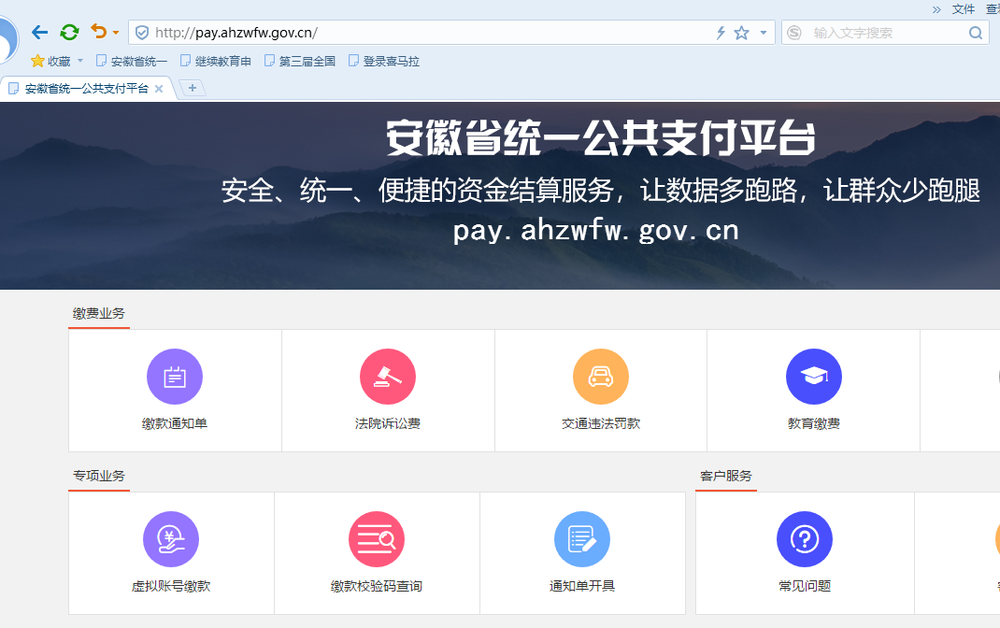 » 文件 查看
http://pay.ahzwfw.gov.cn/ 输入文字搜索
收藏 安徽省统一 继续教育申 第三届全国 登录喜马拉
安徽省统一公共支付平台
安徽省统一公共支付平台
安全、统一、便捷的资金结算服务，让数据多跑路，让群众少跑腿
pay.ahzwfw.gov.cn
缴费业务
缴款通知单 法院诉讼费 交通违法罚款 教育缴费
专项业务 客户服务
虚拟账号缴款 缴款校验码查询 通知单开具 常见问题